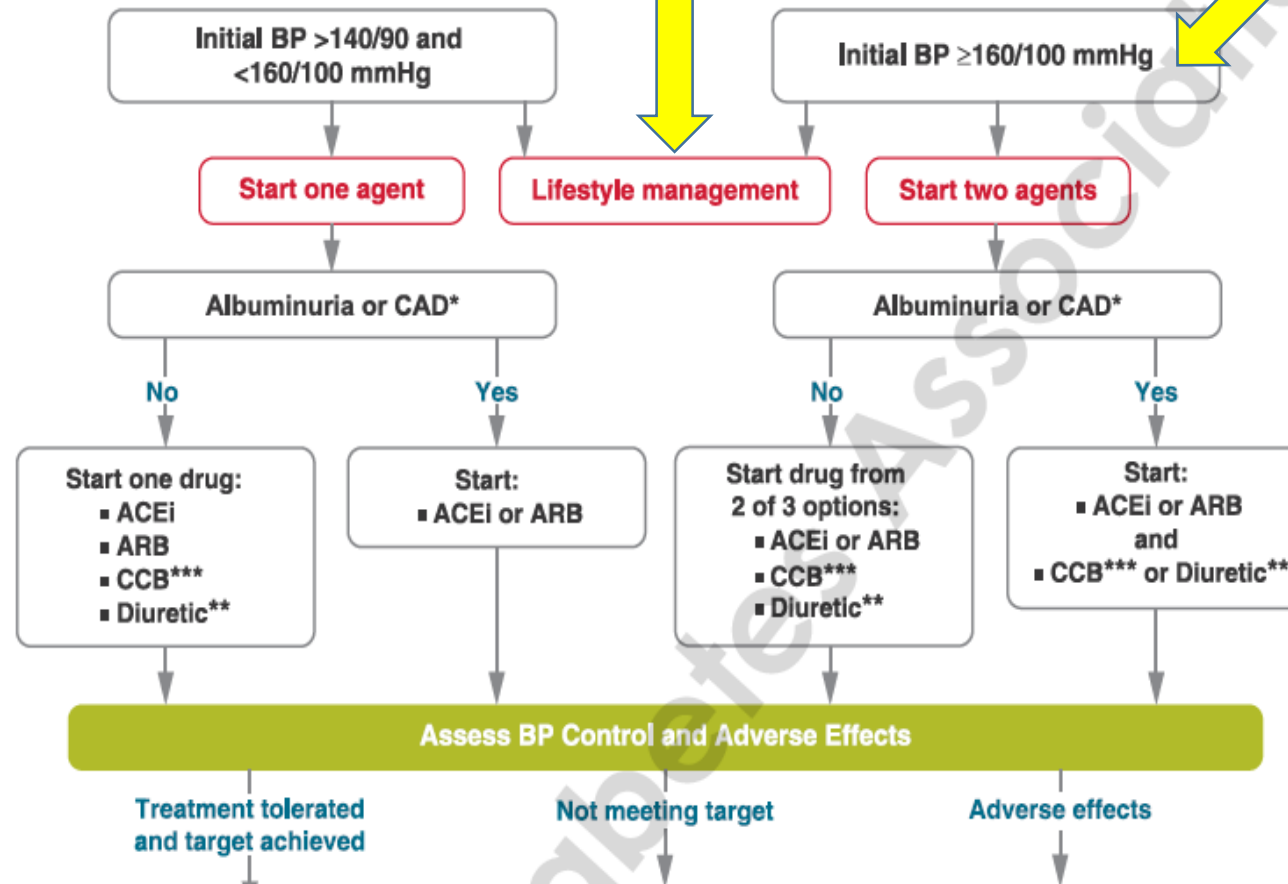 Initial BP >140/90 and
<160/100 mmHg
Initial BP ≥160/100 mmHg
Start one agent
Lifestyle management
Start two agents
Albuminuria or CAD*
Albuminuria or CAD*
No
Yes
No
Yes
Start one drug:
▪ ACEi
▪ ARB
▪ CCB***
▪ Diuretic**
Start:
▪ ACEi or ARB
Start drug from
2 of 3 options:
▪ ACEi or ARB
▪ CCB***
▪ Diuretic**
Start:
▪ ACEi or ARB
and
▪ CCB*** or Diuretic**
Assess BP Control and Adverse Effects
Treatment tolerated
and target achieved
Not meeting target
Adverse effects